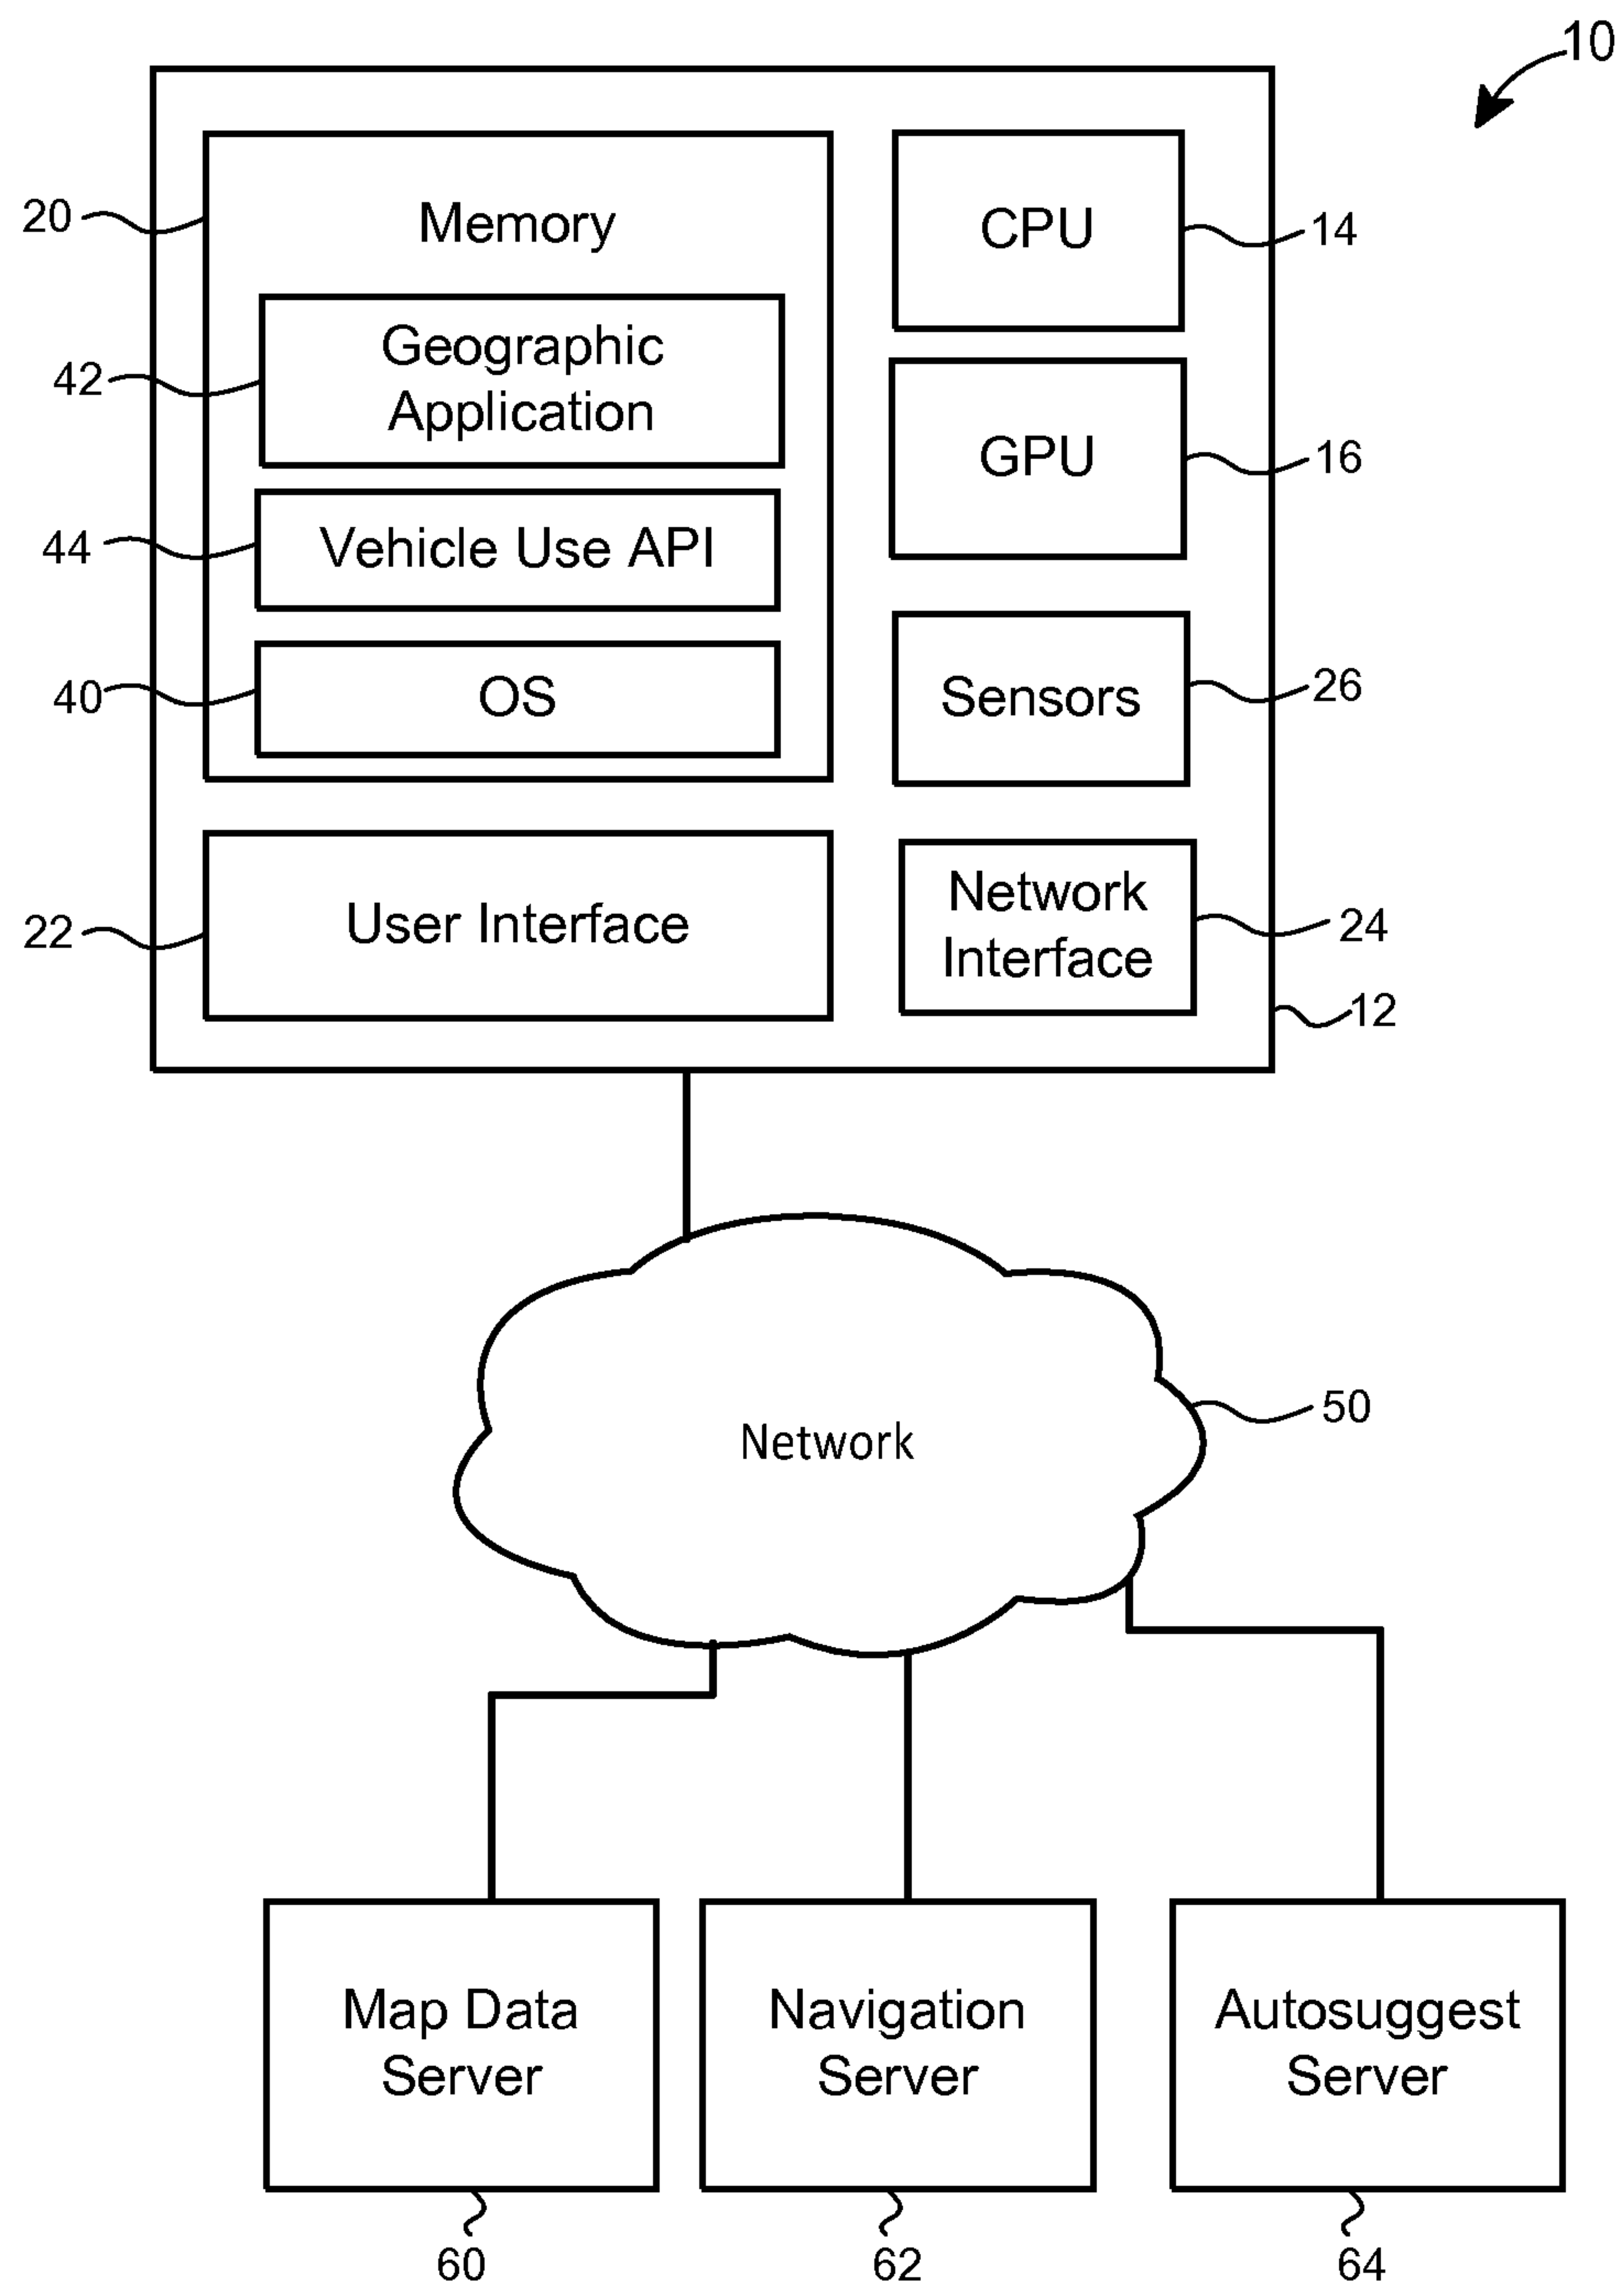 10
20
Memory
CPU
14
42
Geographic
Application
GPU
16
44
Vehicle Use API
40
OS
Sensors
26
22
User Interface
Network
Interface
24
12
Network
50
Map Data
Server
Navigation
Server
Autosuggest
Server
60
62
64